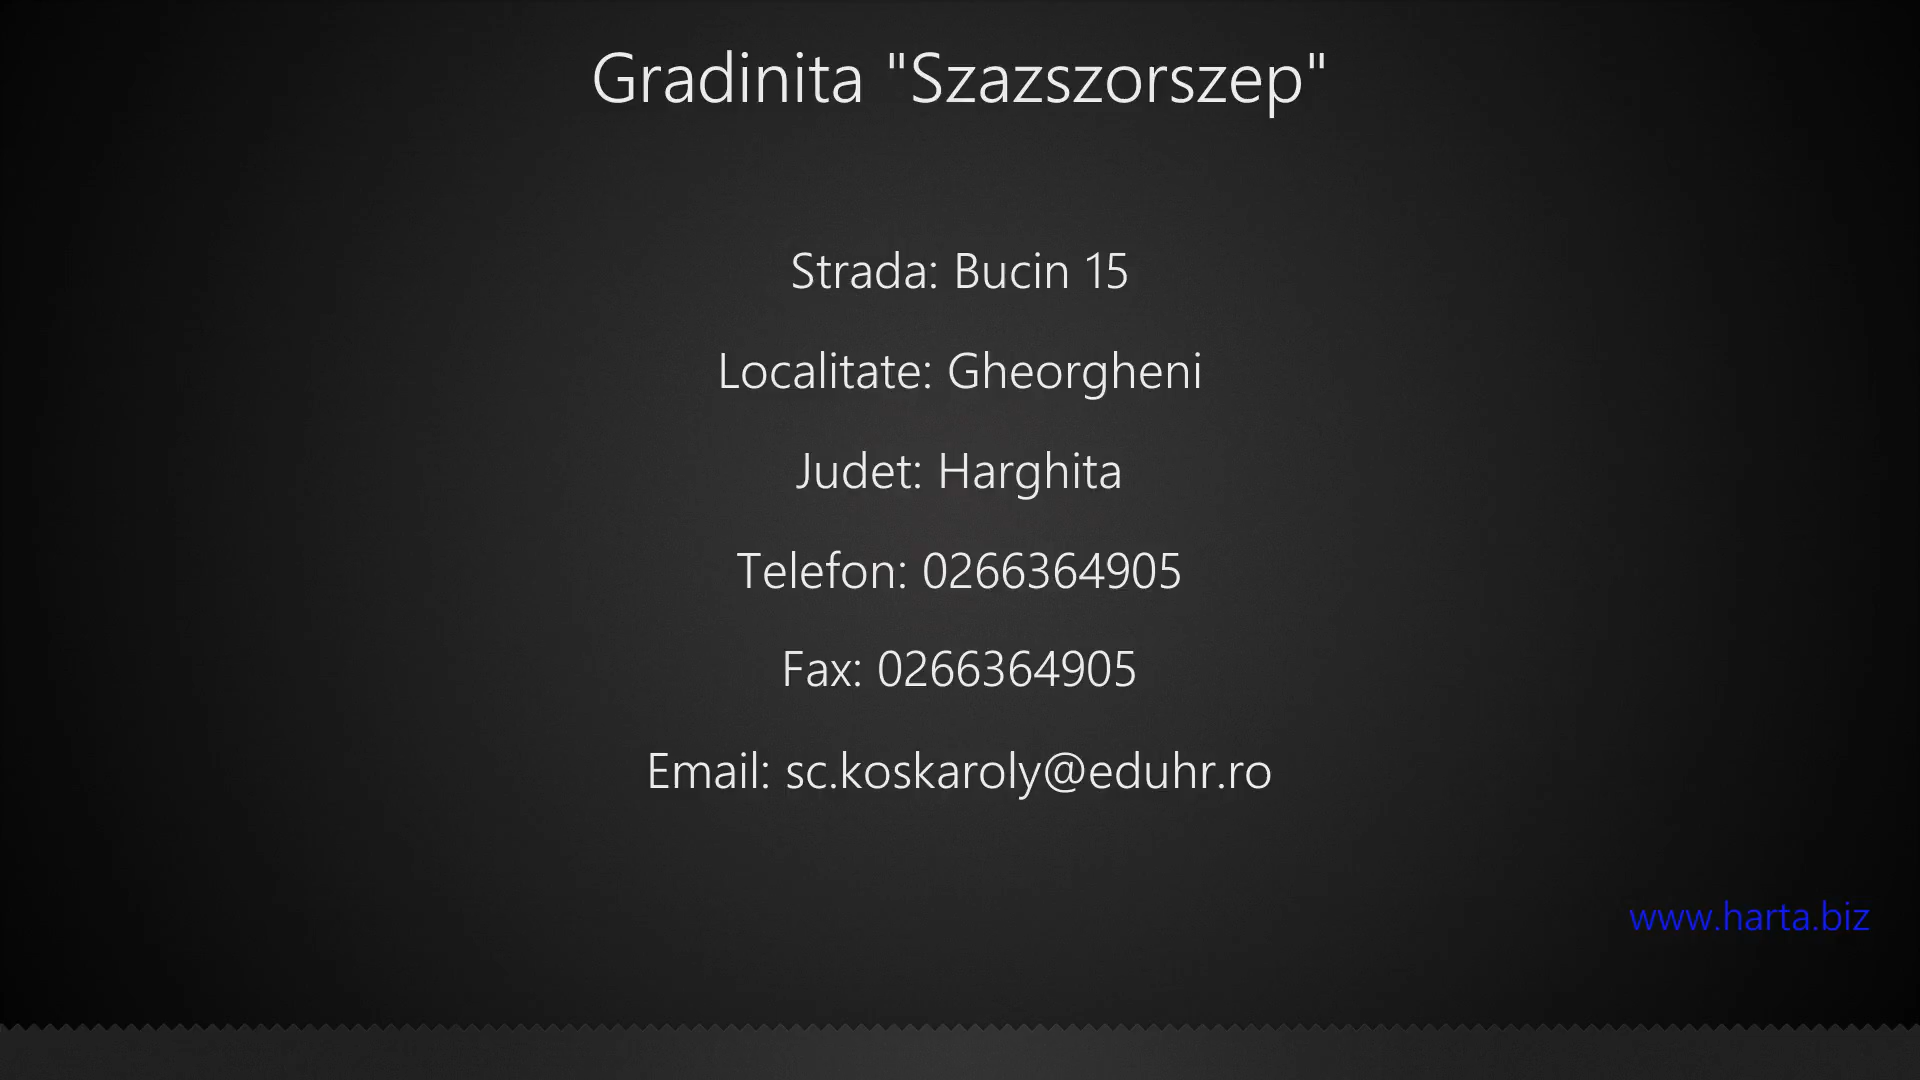 Gradinita "Szazszorszep"
Strada: Bucin 15
Localitate: Gheorgheni
Judet: Harghita
Telefon: 0266364905
Fax: 0266364905
Email: sc.koskaroly@eduhr.ro
www.harta.biz